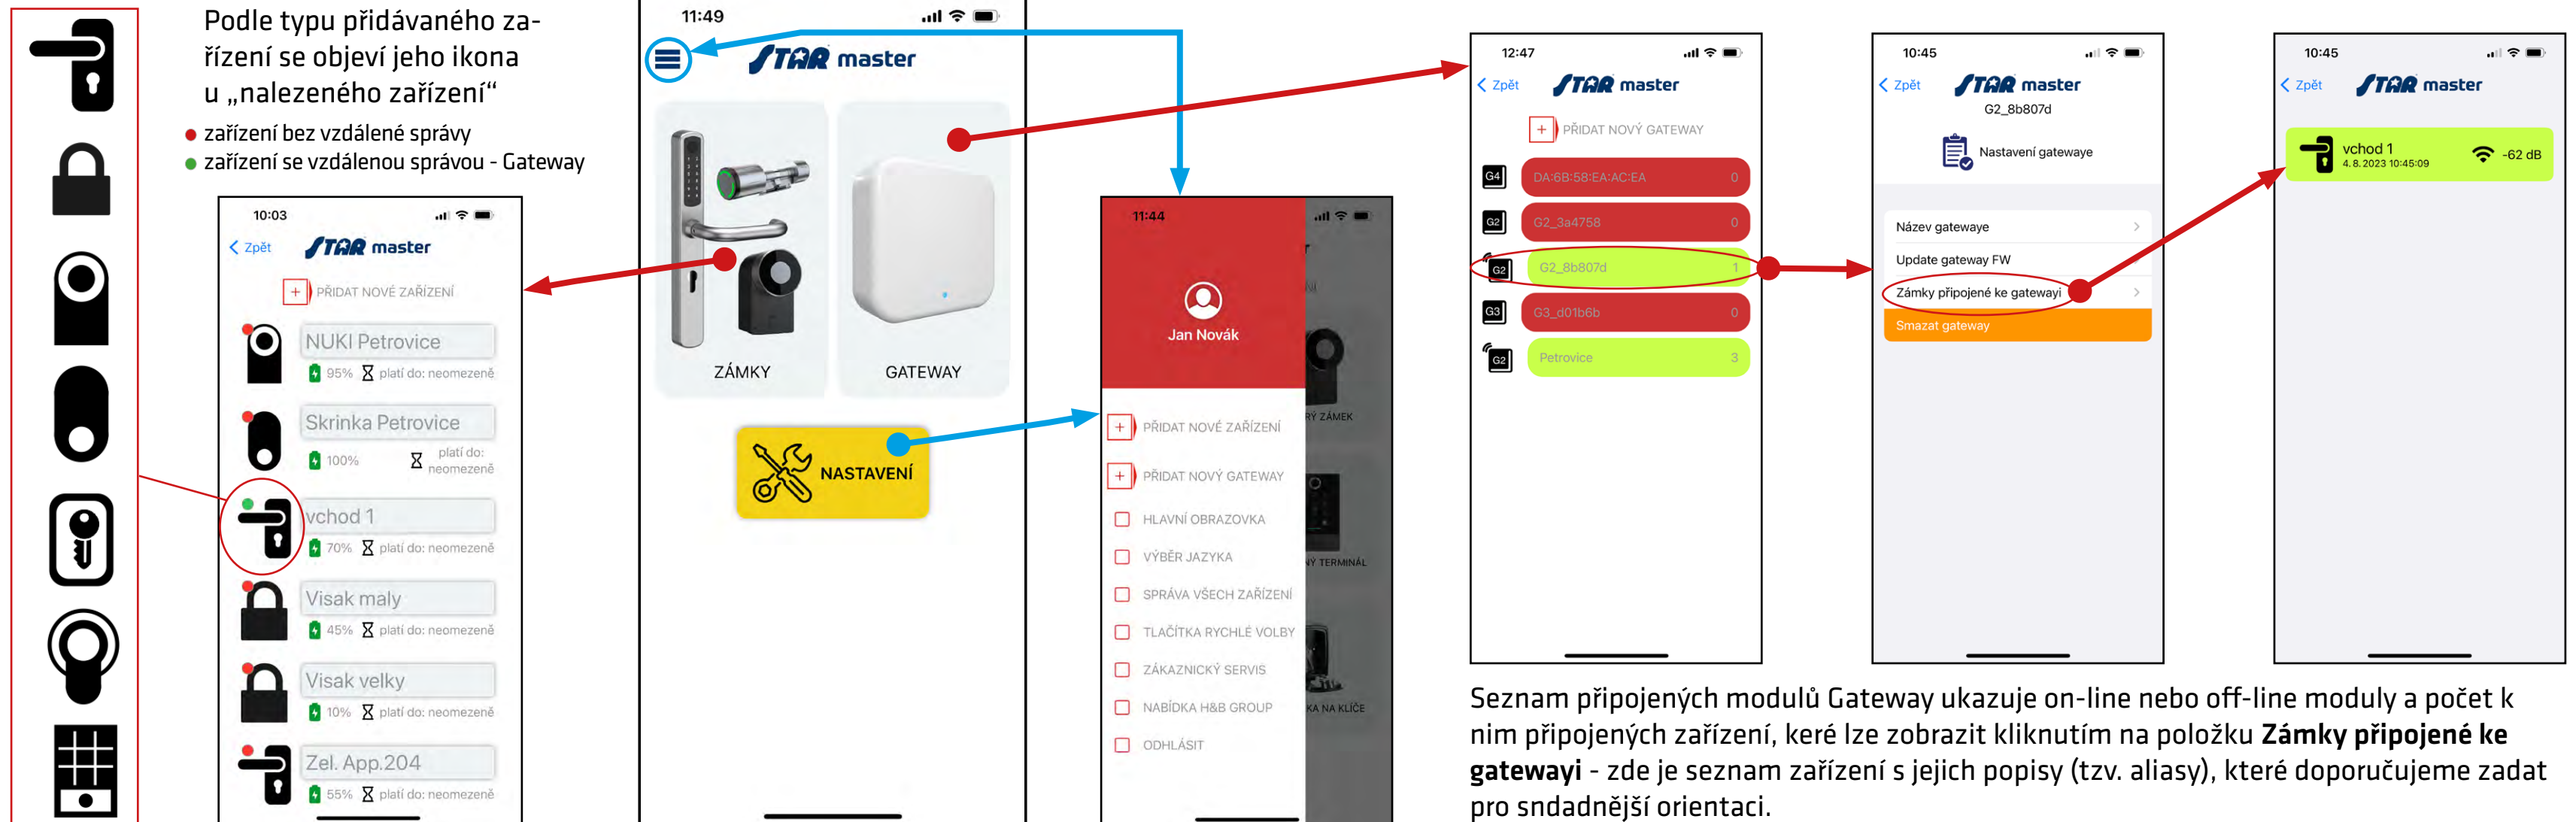 Podle typu přidávaného za-
řízení se objeví jeho ikona
u „nalezeného zařízení“
zařízení bez vzdálené správy
zařízení se vzdálenou správou - Gateway
10:03
Zpět
STAR master
+ PŘIDAT NOVÉ ZAŘÍZENÍ
NUKI Petrovice
95% platí do: neomezeně
Skrinka Petrovice
100% platí do:
neomezeně
vchod 1
70% platí do: neomezeně
Visak maly
45% platí do: neomezeně
Visak velky
10% platí do: neomezeně
Zel. App.204
55% platí do: neomezeně
11:49
STAR master
ZÁMKY
GATEWAY
NASTAVENÍ
11:44
Jan Novák
+ PŘIDAT NOVÉ ZAŘÍZENÍ
+ PŘIDAT NOVÝ GATEWAY
HLAVNÍ OBRAZOVKA
VÝBĚR JAZYKA
SPRÁVA VŠECH ZAŘÍZENÍ
TLAČÍTKA RYCHLÉ VOLBY
ZÁKAZNICKÝ SERVIS
NABÍDKA H&B GROUP
ODHLÁSIT
RÝ ZÁMEK
NÝ TERMINÁL
KA NA KLÍČE
12:47
Zpět
STAR master
+ PŘIDAT NOVÝ GATEWAY
G4 DA:6B:58:EA:AC:EA 0
G2 G2_3a4758 0
G2 G2_8b807d 1
G3 G3_d01b6b 0
G2 Petrovice 3
10:45
Zpět
STAR master
G2_8b807d
Nastavení gatewaye
Název gatewaye
Update gateway FW
Zámky připojené ke gatewayi
Smazat gateway
10:45
Zpět
STAR master
vchod 1
4. 8. 2023 10:45:09
-62 dB
Seznam připojených modulů Gateway ukazuje on-line nebo off-line moduly a počet k
nim připojených zařízení, keré lze zobrazit kliknutím na položku Zámky připojené ke
gatewayi - zde je seznam zařízení s jejich popisy (tzv. aliasy), které doporučujeme zadat
pro sndadnější orientaci.